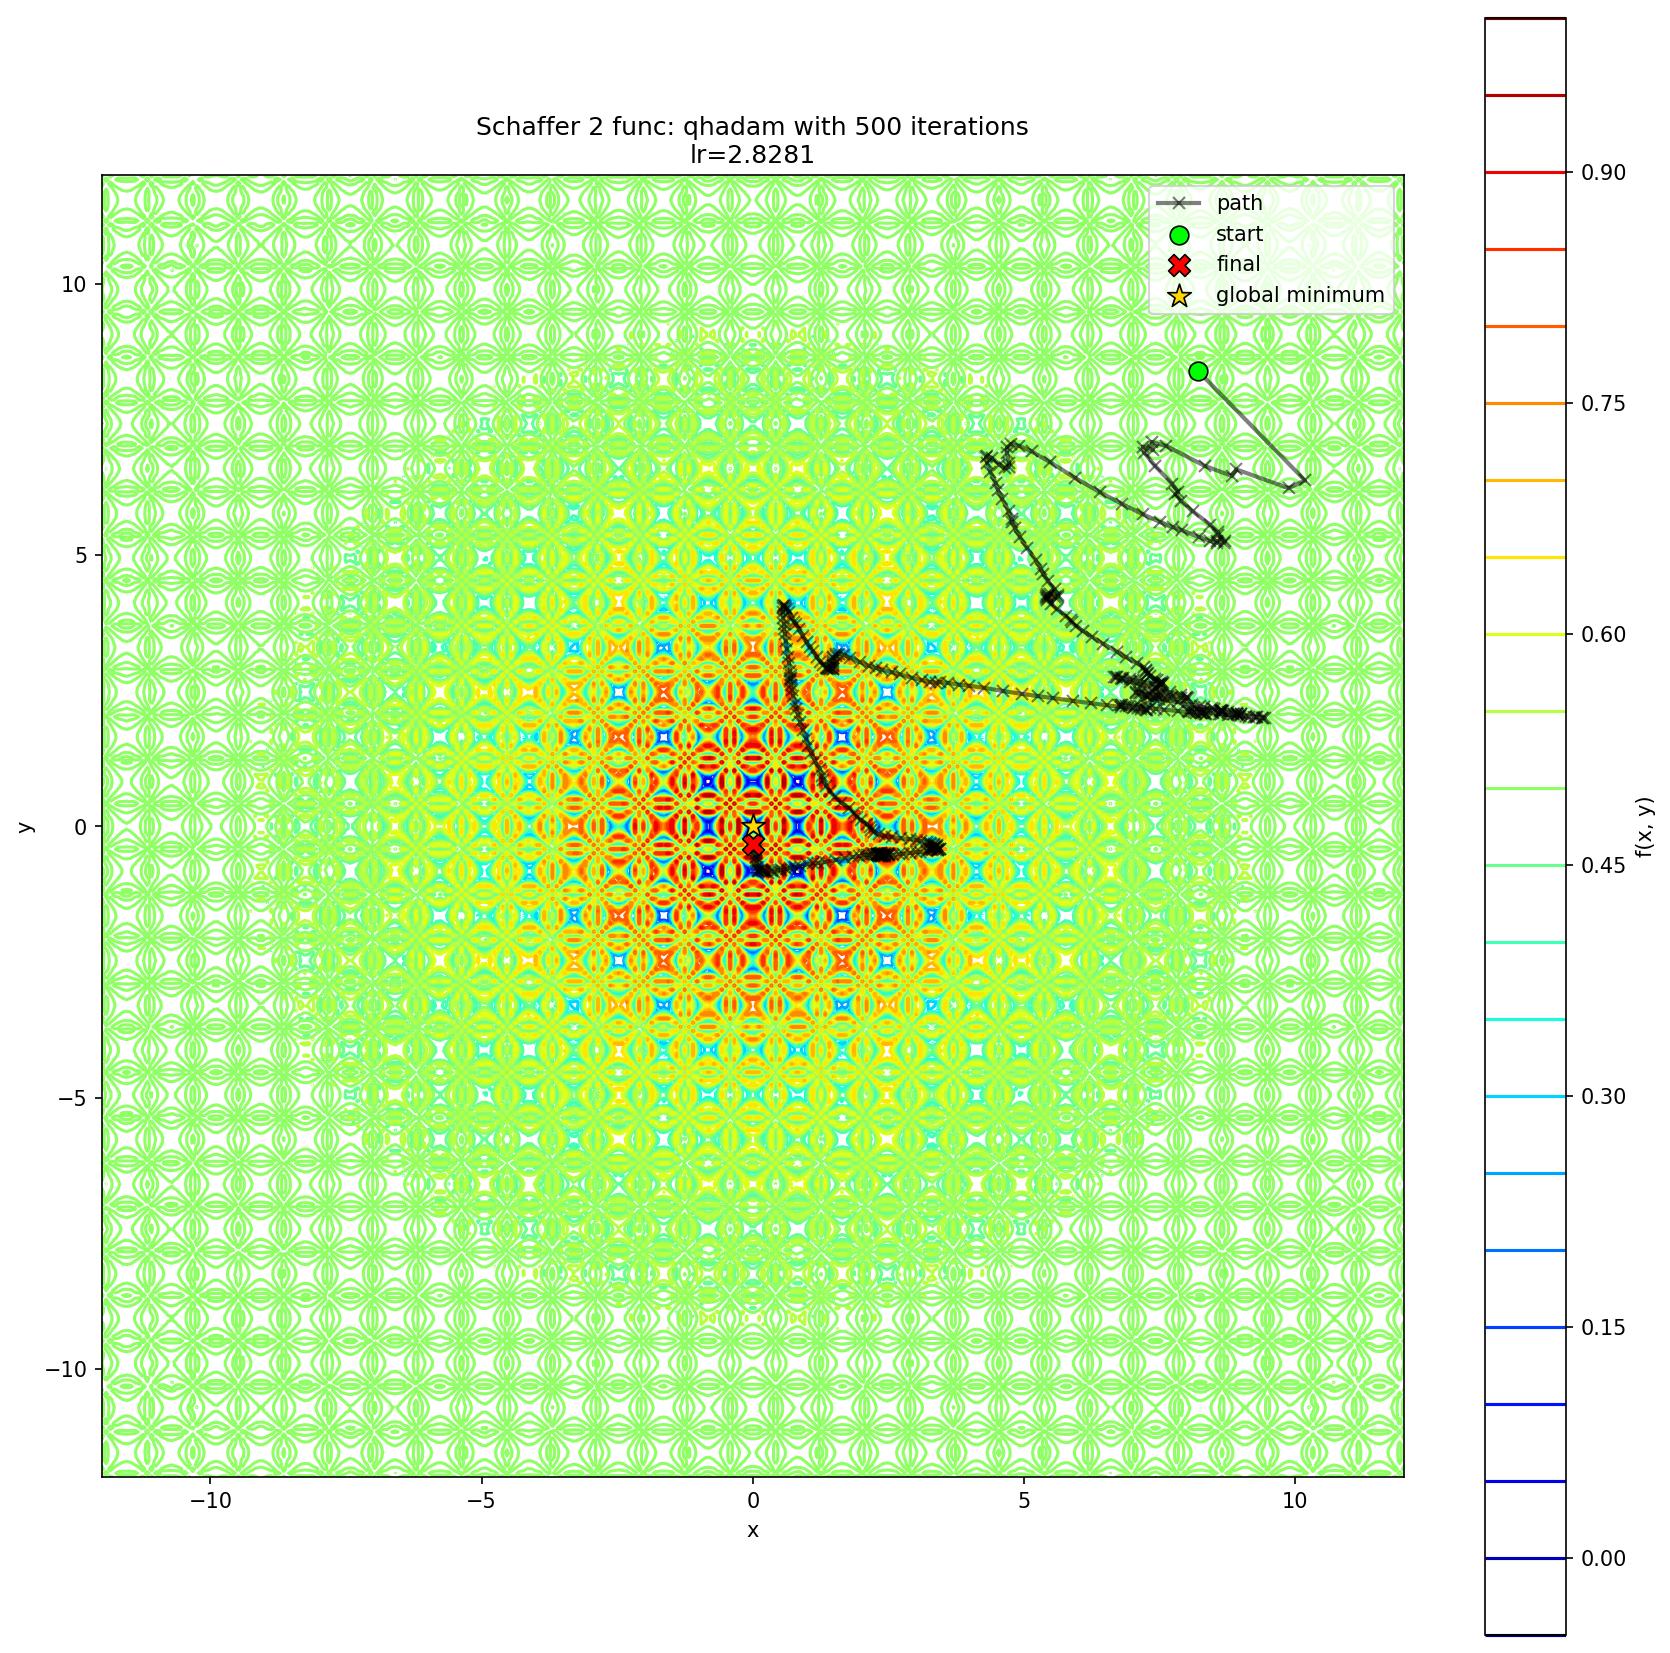 Schaffer 2 func: qhadam with 500 iterations
lr=2.8281
path
start
final
global minimum
10
5
0
−5
−10
y
−10
−5
0
5
10
x
0.90
0.75
0.60
0.45
0.30
0.15
0.00
f(x, y)